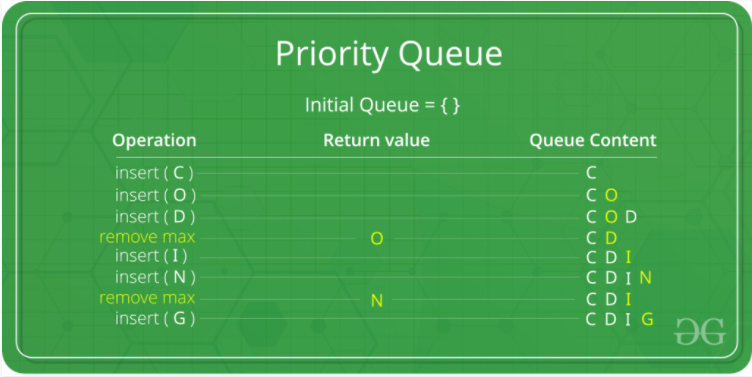 Priority Queue
Initial Queue = { }
Operation Return value Queue Content
insert ( C ) C
insert ( O ) C O
insert ( D ) C O D
remove max O C D
insert ( I ) C D I
insert ( N ) C D I N
remove max N C D I
insert ( G ) C D I G